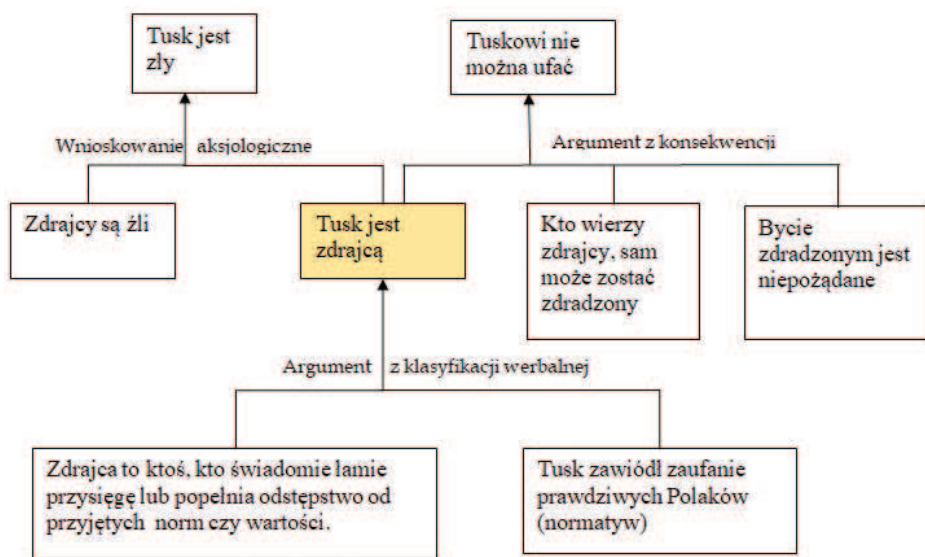 Tusk jest
zły
Tuskowi nie
można ufać
Wnioskowanie aksjologiczne
Argument z konsekwencji
Zdrajcy są źli
Tusk jest
zdrajcą
Kto wierzy
zdrajcy, sam
może zostać
zdradzony
Bycie
zdradzonym jest
niepożądane
Argument z klasyfikacji werbalnej
Zdrajca to ktoś, kto świadomie łamie
przysięgę lub popełnia odstępstwo od
przyjętych norm czy wartości.
Tusk zawiódł zaufanie
prawdziwych Polaków
(normatyw)